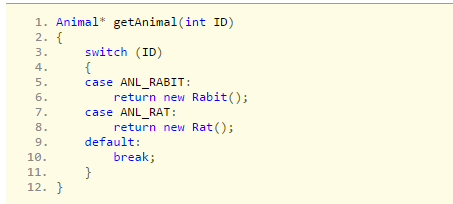 1. Animal* getAnimal(int ID)
2. {
3.     switch (ID)
4.     {
5.     case ANL_RABIT:
6.         return new Rabit();
7.     case ANL_RAT:
8.         return new Rat();
9.     default:
10.         break;
11.     }
12. }